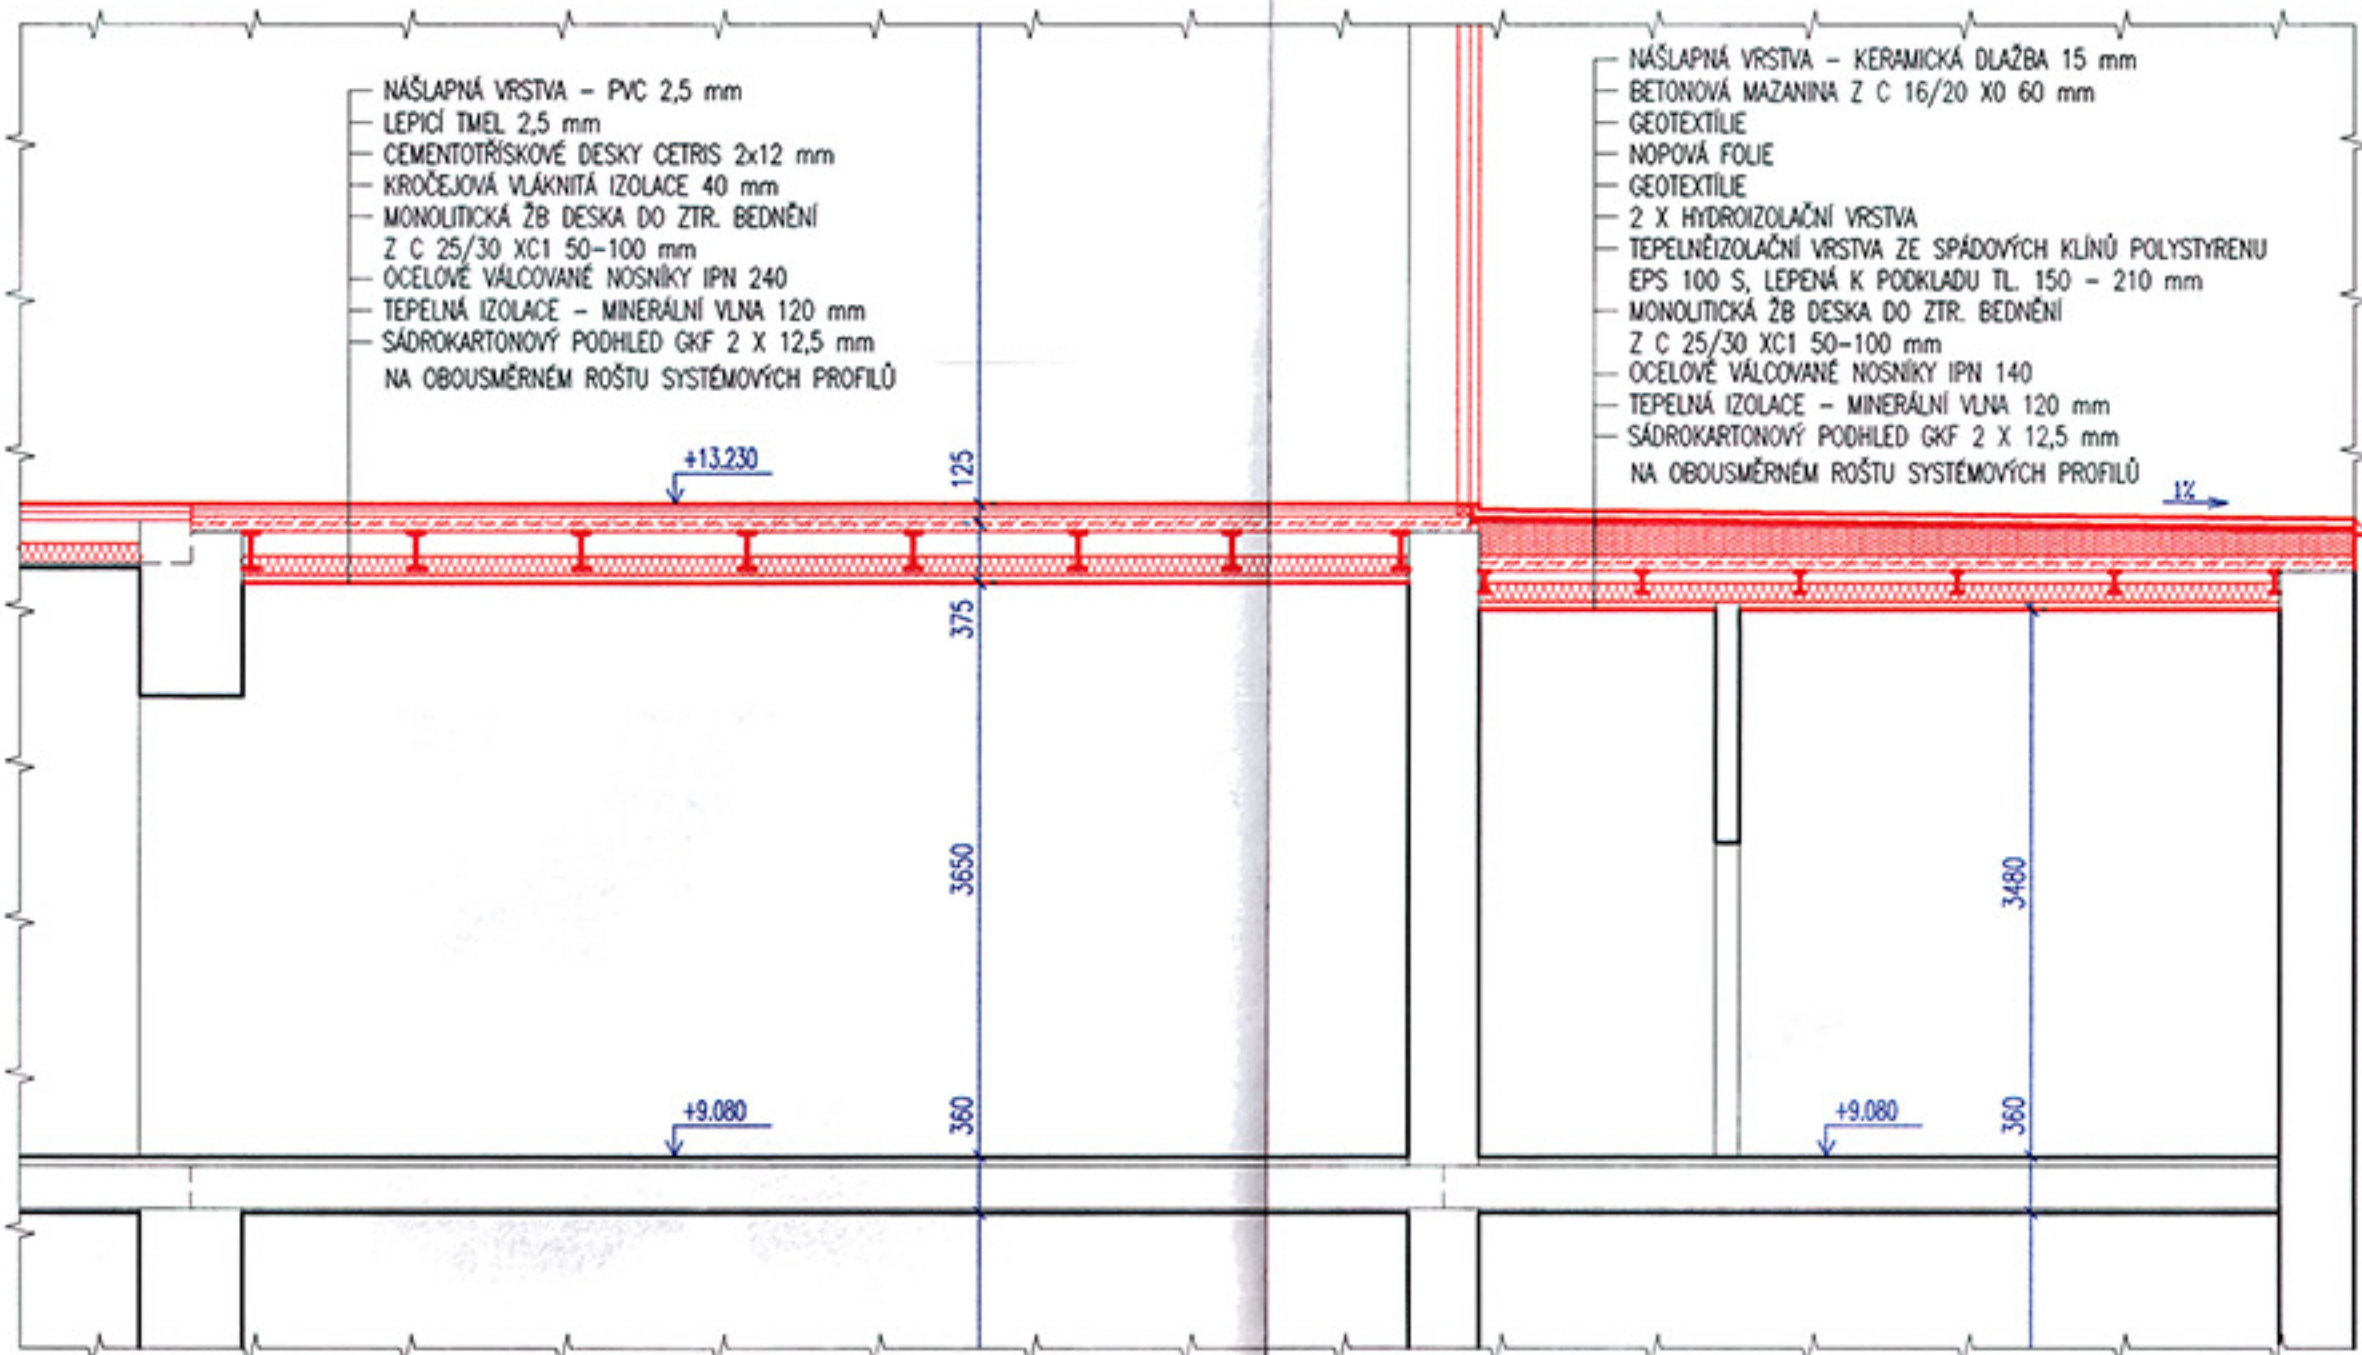 NÁŠLAPNÁ VRSTVA – PVC 2,5 mm
LEPICÍ TMEL 2,5 mm
CEMENTOTŘÍSKOVÉ DESKY CETRIS 2x12 mm
KROČEJOVÁ VLÁKNITÁ IZOLACE 40 mm
MONOLITICKÁ ŽB DESKA DO ZTR. BEDNĚNÍ
Z C 25/30 XC1 50–100 mm
OCELOVÉ VÁLCOVANÉ NOSNÍKY IPN 240
TEPELNÁ IZOLACE – MINERÁLNÍ VLNA 120 mm
SÁDROKARTONOVÝ PODHLED GKF 2 X 12,5 mm
NA OBOUSMĚRNÉM ROŠTU SYSTÉMOVÝCH PROFILŮ
NÁŠLAPNÁ VRSTVA – KERAMICKÁ DLAŽBA 15 mm
BETONOVÁ MAZANINA Z C 16/20 X0 60 mm
GEOTEXTÍLIE
NOPOVÁ FOLIE
GEOTEXTÍLIE
2 X HYDROIZOLAČNÍ VRSTVA
TEPELNĚIZOLAČNÍ VRSTVA ZE SPÁDOVÝCH KLÍNŮ POLYSTYRENU
EPS 100 S, LEPENÁ K PODKLADU TL. 150 – 210 mm
MONOLITICKÁ ŽB DESKA DO ZTR. BEDNĚNÍ
Z C 25/30 XC1 50–100 mm
OCELOVÉ VÁLCOVANÉ NOSNÍKY IPN 140
TEPELNÁ IZOLACE – MINERÁLNÍ VLNA 120 mm
SÁDROKARTONOVÝ PODHLED GKF 2 X 12,5 mm
NA OBOUSMĚRNÉM ROŠTU SYSTÉMOVÝCH PROFILŮ
+13.230
125
1%
375
3650
3480
+9.080
360
+9.080
360